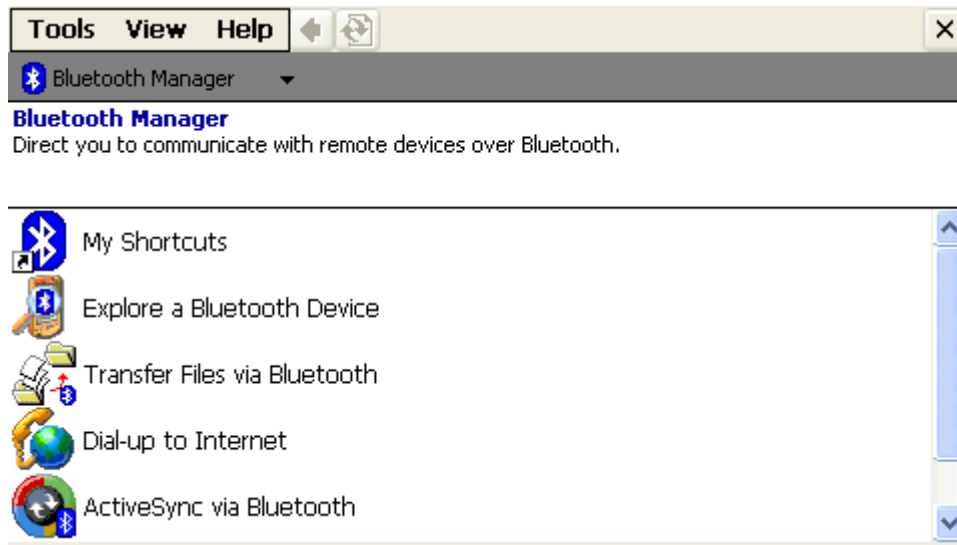 Tools View Help
Bluetooth Manager
Bluetooth Manager
Direct you to communicate with remote devices over Bluetooth.
My Shortcuts
Explore a Bluetooth Device
Transfer Files via Bluetooth
Dial-up to Internet
ActiveSync via Bluetooth